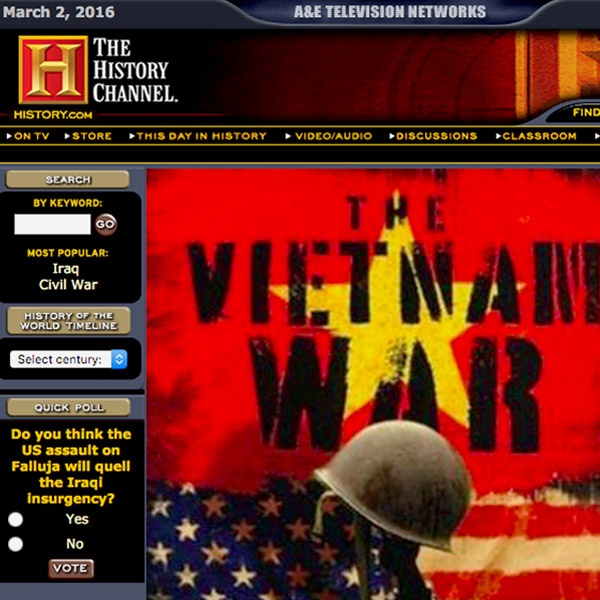 March 2, 2016
A&E TELEVISION NETWORKS
H
THE
HISTORY
CHANNEL.
HISTORY.COM
FIND
ON TV STORE THIS DAY IN HISTORY VIDEO/AUDIO DISCUSSIONS CLASSROOM
SEARCH
BY KEYWORD:
GO
MOST POPULAR:
Iraq
Civil War
HISTORY OF THE
WORLD TIMELINE
Select century:
QUICK POLL
Do you think the
US assault on
Falluja will quell
the Iraqi
insurgency?
Yes
No
VOTE
THE
VIETNAM
WAR